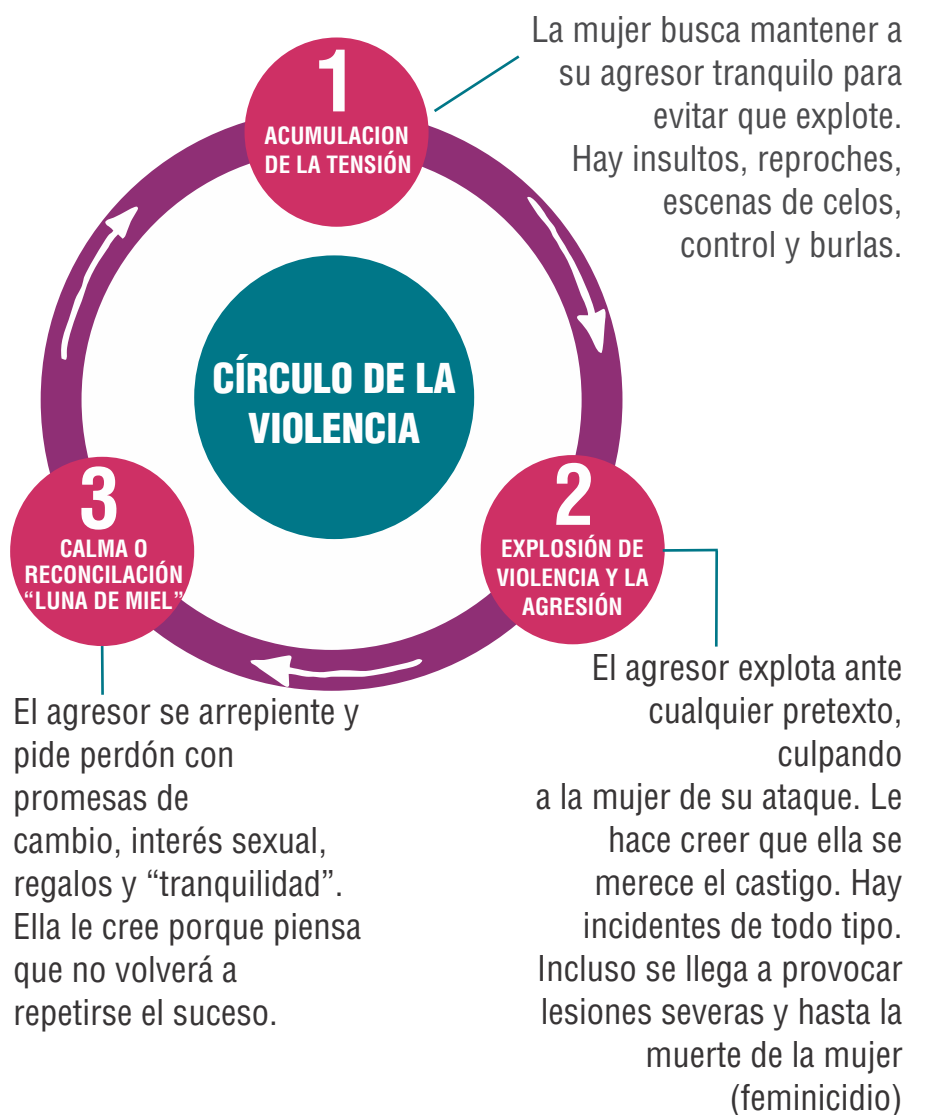 La mujer busca mantener a
su agresor tranquilo para
evitar que explote.
Hay insultos, reproches,
escenas de celos,
control y burlas.
1
ACUMULACION
DE LA TENSIÓN
CÍRCULO DE LA
VIOLENCIA
2
EXPLOSIÓN DE
VIOLENCIA Y LA
AGRESIÓN
El agresor explota ante
cualquier pretexto,
culpando
a la mujer de su ataque. Le
hace creer que ella se
merece el castigo. Hay
incidentes de todo tipo.
Incluso se llega a provocar
lesiones severas y hasta la
muerte de la mujer
(feminicidio)
3
CALMA O
RECONCILACIÓN
“LUNA DE MIEL”
El agresor se arrepiente y
pide perdón con
promesas de
cambio, interés sexual,
regalos y “tranquilidad”.
Ella le cree porque piensa
que no volverá a
repetirse el suceso.